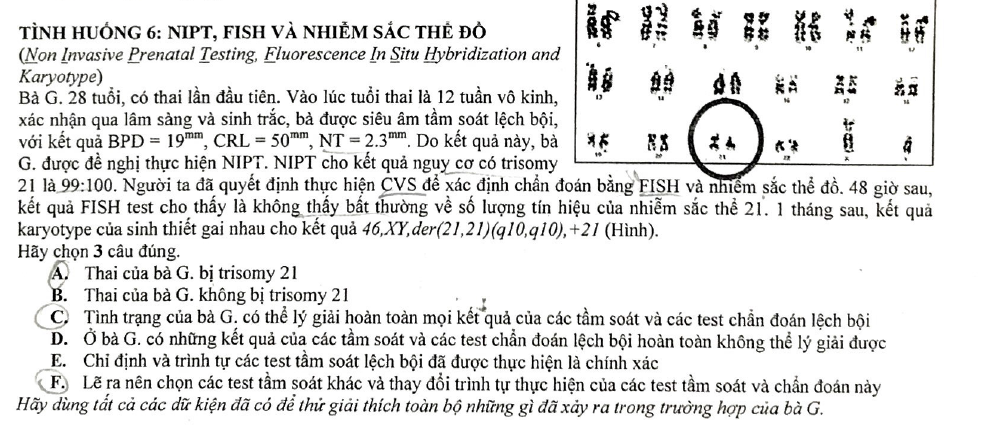 TÌNH HUỐNG 6: NIPT, FISH VÀ NHIỄM SẮC THỂ ĐỒ
(Non Invasive Prenatal Testing, Fluorescence In Situ Hybridization and
Karyotype)
Bà G. 28 tuổi, có thai lần đầu tiên. Vào lúc tuổi thai là 12 tuần vô kinh,
xác nhận qua lâm sàng và sinh trắc, bà được siêu âm tầm soát lệch bội,
với kết quả BPD = 19mm, CRL = 50mm, NT = 2.3mm. Do kết quả này, bà
G. được đề nghị thực hiện NIPT. NIPT cho kết quả nguy cơ có trisomy
21 là 99:100. Người ta đã quyết định thực hiện CVS để xác định chẩn đoán bằng FISH và nhiễm sắc thể đồ. 48 giờ sau,
kết quả FISH test cho thấy là không thấy bất thường về số lượng tín hiệu của nhiễm sắc thể 21. 1 tháng sau, kết quả
karyotype của sinh thiết gai nhau cho kết quả 46,XY,der(21,21)(q10,q10),+21 (Hình).
Hãy chọn 3 câu đúng.
A. Thai của bà G. bị trisomy 21
B. Thai của bà G. không bị trisomy 21
C. Tình trạng của bà G. có thể lý giải hoàn toàn mọi kết quả của các tầm soát và các test chẩn đoán lệch bội
D. Ở bà G. có những kết quả của các tầm soát và các test chẩn đoán lệch bội hoàn toàn không thể lý giải được
E. Chỉ định và trình tự các test tầm soát lệch bội đã được thực hiện là chính xác
F. Lẽ ra nên chọn các test tầm soát khác và thay đổi trình tự thực hiện của các test tầm soát và chẩn đoán này
Hãy dùng tất cả các dữ kiện đã có để thử giải thích toàn bộ những gì đã xảy ra trong trường hợp của bà G.